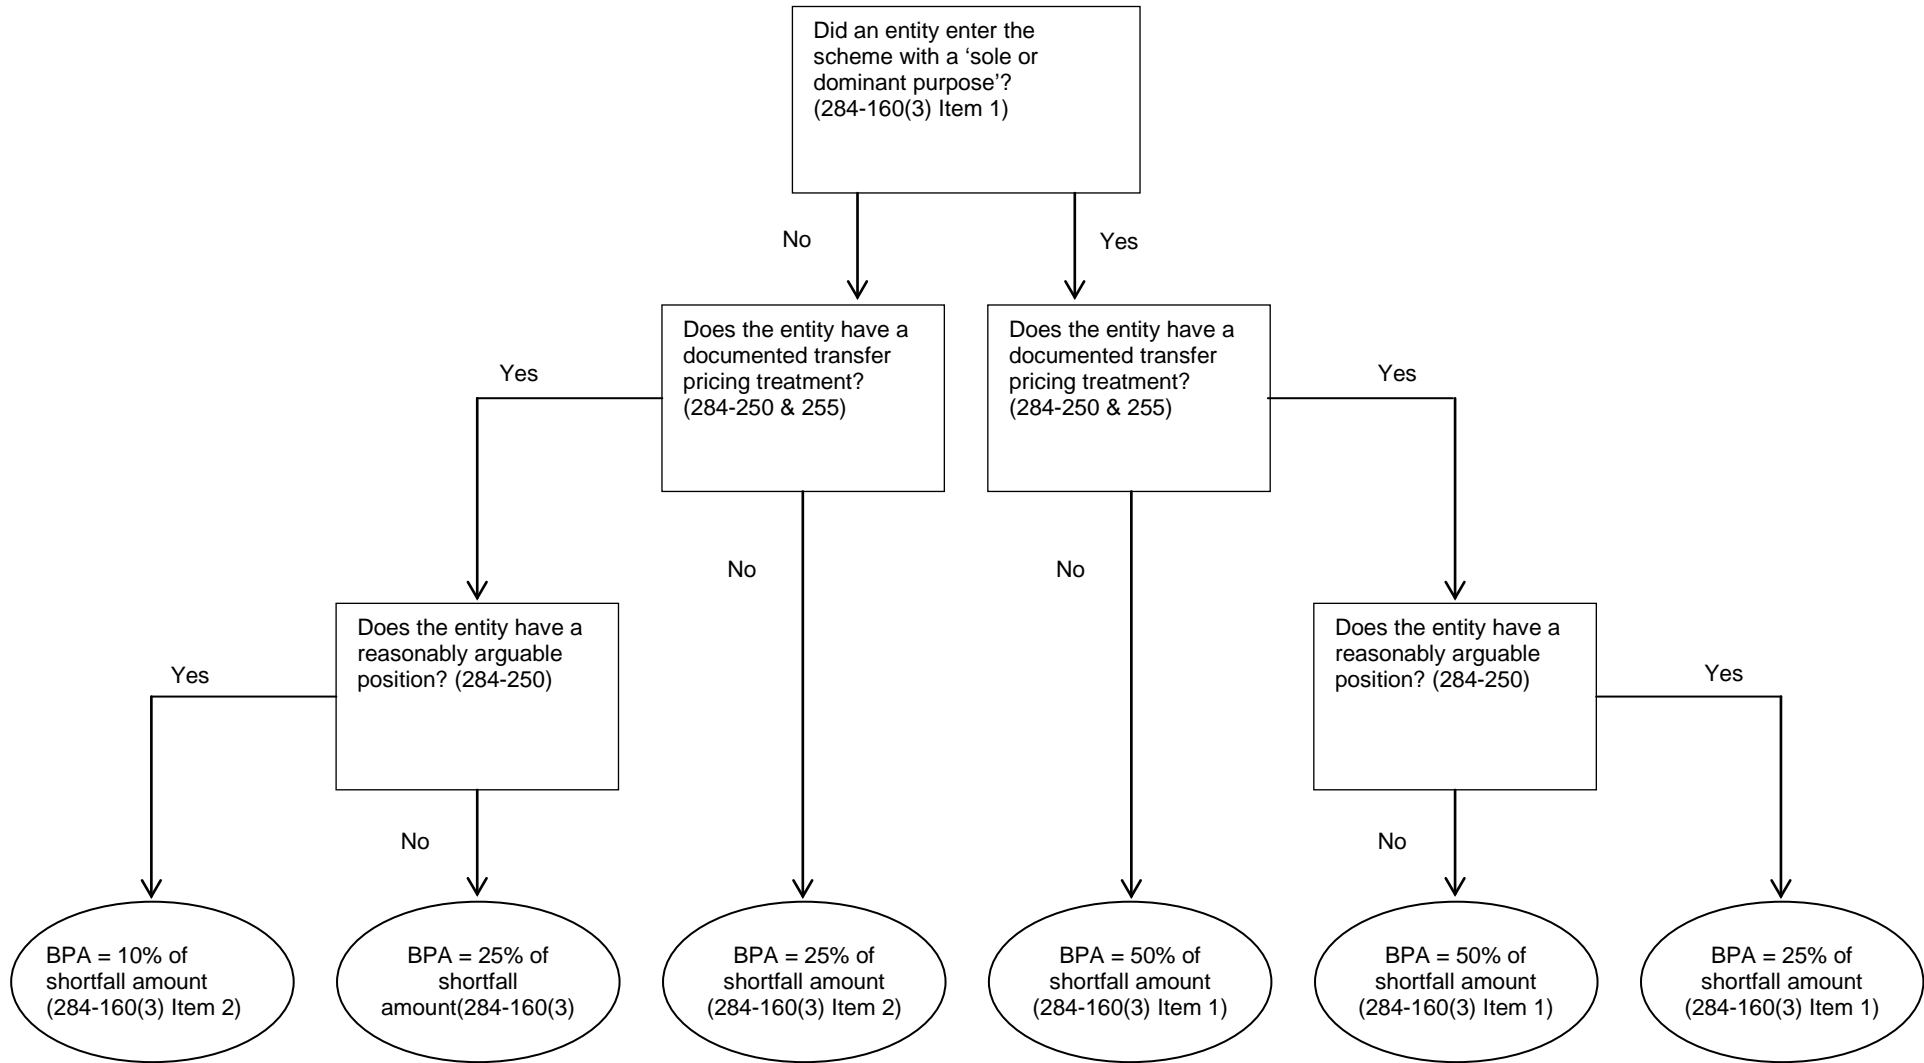 Did an entity enter the
scheme with a ‘sole or
dominant purpose’?
(284-160(3) Item 1)
No
Yes
Does the entity have a
documented transfer
pricing treatment?
(284-250 & 255)
Does the entity have a
documented transfer
pricing treatment?
(284-250 & 255)
Yes
Yes
No
No
Does the entity have a
reasonably arguable
position? (284-250)
Does the entity have a
reasonably arguable
position? (284-250)
Yes
Yes
No
No
BPA = 10% of
shortfall amount
(284-160(3) Item 2)
BPA = 25% of
shortfall
amount(284-160(3)
BPA = 25% of
shortfall amount
(284-160(3) Item 2)
BPA = 50% of
shortfall amount
(284-160(3) Item 1)
BPA = 50% of
shortfall amount
(284-160(3) Item 1)
BPA = 25% of
shortfall amount
(284-160(3) Item 1)